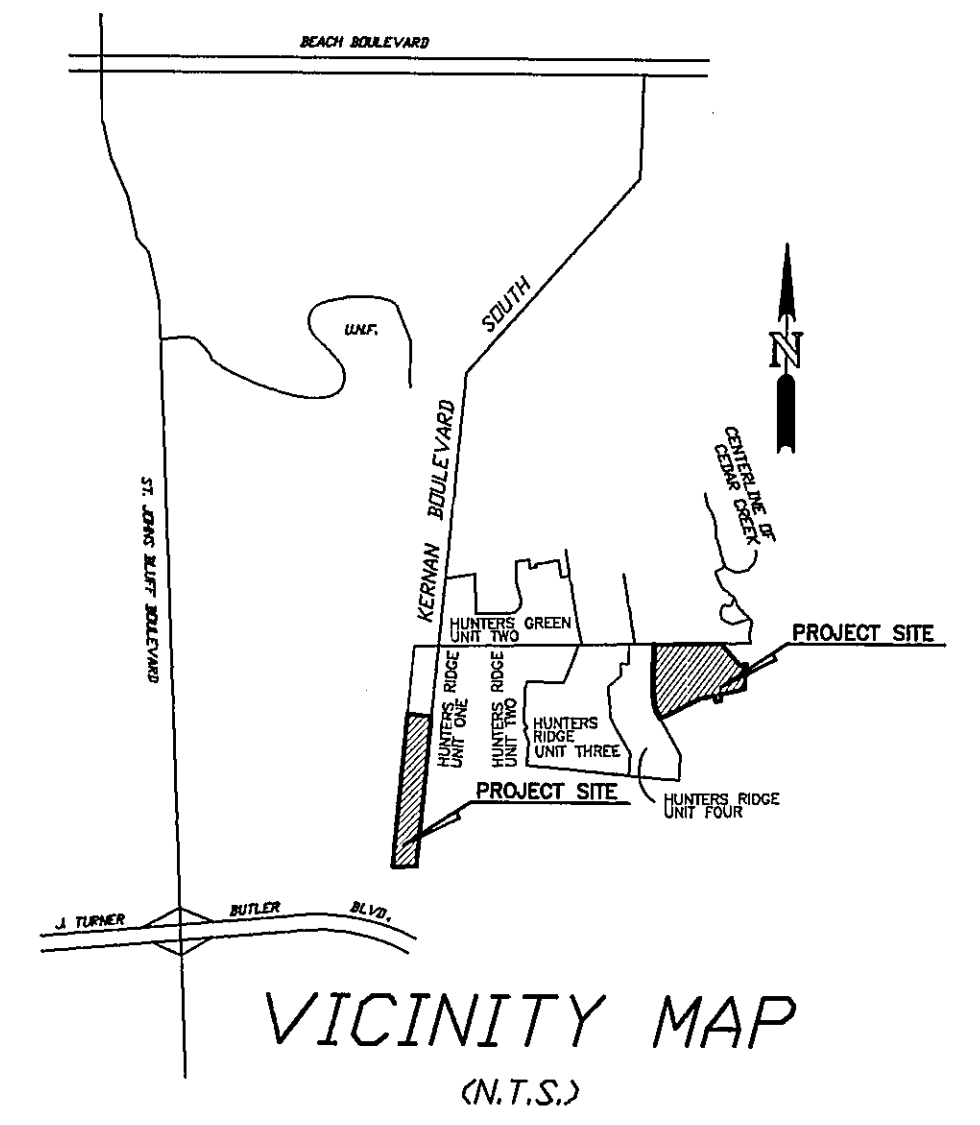 BEACH BOULEVARD
SOUTH
U.N.F.
N
KERNAN BOULEVARD
CENTERLINE OF
CEDAR CREEK
ST. JOHNS BLUFF BOULEVARD
HUNTERS GREEN
UNIT TWO
PROJECT SITE
HUNTERS RIDGE
UNIT ONE
HUNTERS RIDGE
UNIT TWO
HUNTERS
RIDGE
UNIT THREE
PROJECT SITE
HUNTERS RIDGE
UNIT FOUR
J. TURNER BUTLER BLVD.
VICINITY MAP
(N.T.S.)